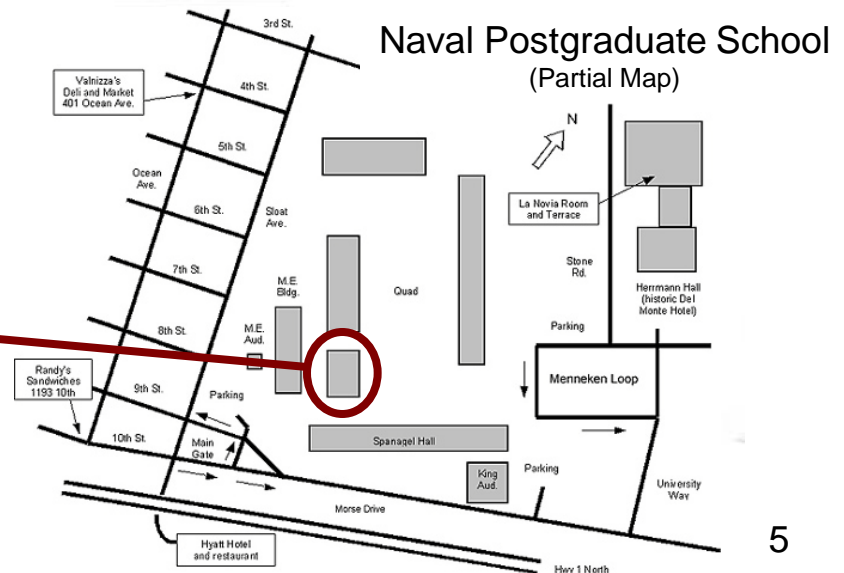 Naval Postgraduate School
(Partial Map)
3rd St.
Valnizza's
Deli and Market
401 Ocean Ave.
4th St.
5th St.
Ocean
Ave.
6th St.
Sloat
Ave.
7th St.
8th St.
M.E.
Bldg.
M.E.
Aud.
Quad
N
La Novia Room
and Terrace
Stone
Rd.
Herrmann Hall
(historic Del
Monte Hotel)
Parking
Menneken Loop
Randy's
Sandwiches
1193 10th
9th St.
Parking
10th St.
Main
Gate
Spanagel Hall
King
Aud.
Parking
University
Way
Morse Drive
Hyatt Hotel
and restaurant
Hwy 1 North
5